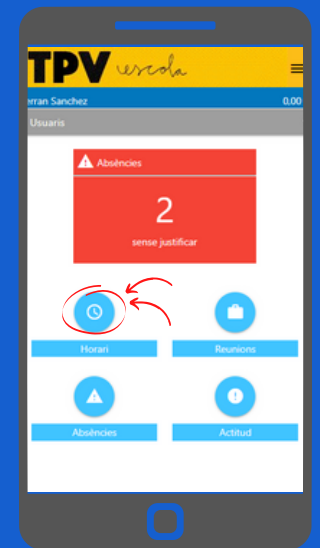 TPV escola
erran Sanchez 0,00
Usuaris
Absències
2
sense justificar
Horari Reunions
Absències Actitud